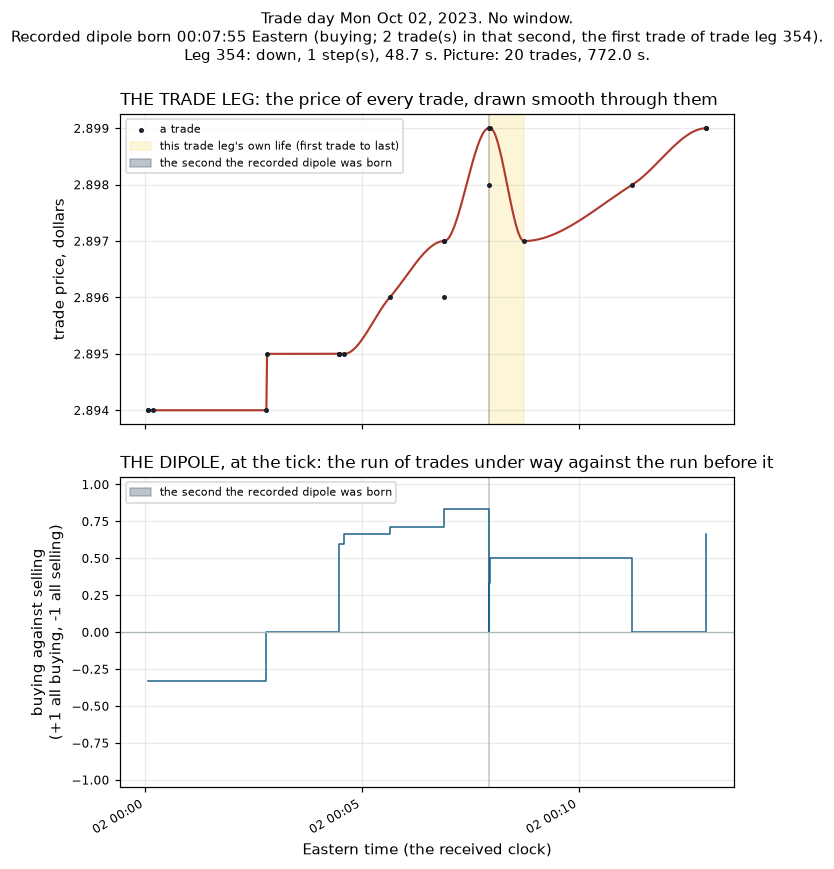 Trade day Mon Oct 02, 2023. No window.
Recorded dipole born 00:07:55 Eastern (buying; 2 trade(s) in that second, the first trade of trade leg 354).
Leg 354: down, 1 step(s), 48.7 s. Picture: 20 trades, 772.0 s.
THE TRADE LEG: the price of every trade, drawn smooth through them
a trade
this trade leg's own life (first trade to last)
the second the recorded dipole was born
2.899
2.898
2.897
2.896
2.895
2.894
trade price, dollars
THE DIPOLE, at the tick: the run of trades under way against the run before it
the second the recorded dipole was born
1.00
0.75
0.50
0.25
0.00
−0.25
−0.50
−0.75
−1.00
buying against selling
(+1 all buying, -1 all selling)
02 00:00
02 00:05
02 00:10
Eastern time (the received clock)